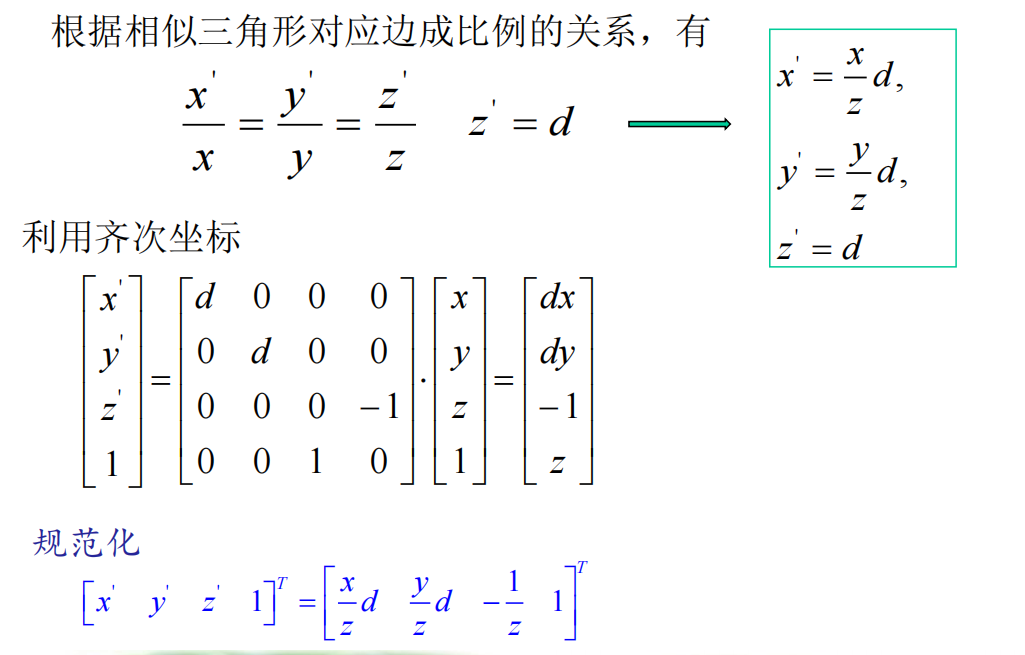 根据相似三角形对应边成比例的关系，有
x'/x = y'/y = z'/z   z' = d
x' = x/z d,
y' = y/z d,
z' = d
利用齐次坐标
[x' y' z' 1] = [d 0 0 0; 0 d 0 0; 0 0 0 −1; 0 0 1 0] · [x y z 1] = [dx dy −1 z]
规范化
[x' y' z' 1]^T = [x/z d   y/z d   −1/z   1]^T